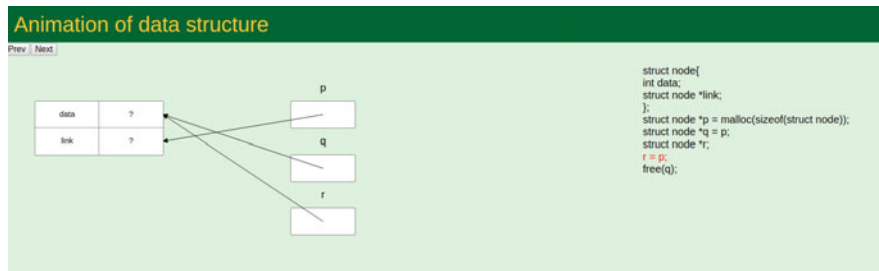 Animation of data structure
Prev Next
p
data ?
link ?
q
r
struct node{
int data;
struct node *link;
};
struct node *p = malloc(sizeof(struct node));
struct node *q = p;
struct node *r;
r = p;
free(q);